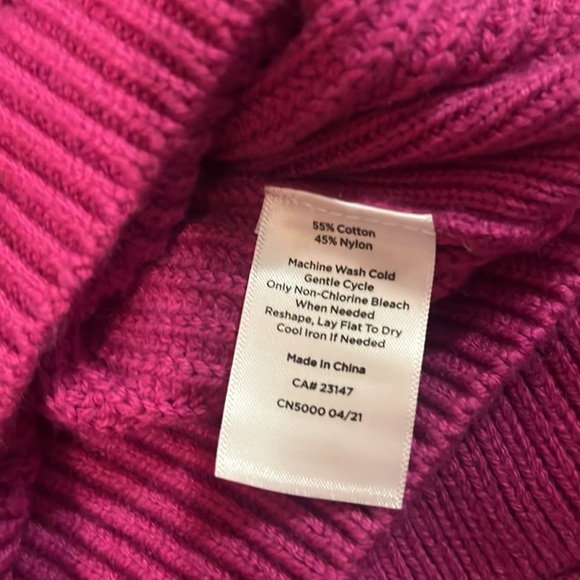 55% Cotton
45% Nylon
Machine Wash Cold
Gentle Cycle
Only Non-Chlorine Bleach
When Needed
Reshape, Lay Flat To Dry
Cool Iron If Needed
Made In China
CA# 23147
CN5000 04/21